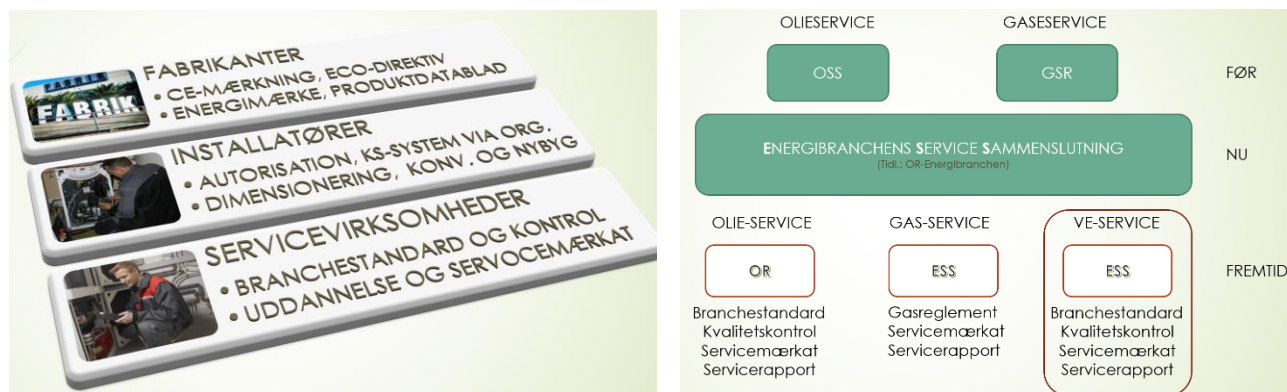 FABRIK
FABRIK
FABRIKANTER
• CE-MÆRKNING, ECO-DIREKTIV
• ENERGIMÆRKE, PRODUKTDATABLAD
INSTALLATØRER
• AUTORISATION, KS-SYSTEM VIA ORG.
• DIMENSIONERING, KONV. OG NYBYG
SERVICEVIRKSOMHEDER
• BRANCHESTANDARD OG KONTROL
• UDDANNELSE OG SERVOCEMÆRKAT
OLIESERVICE GASESERVICE
OSS GSR FØR
ENERGIBRANCHENS SERVICE SAMMENSLUTNING NU
(Tidl.: OR-Energibranchen)
OLIE-SERVICE GAS-SERVICE VE-SERVICE
OR ESS ESS FREMTID
Branchestandard Gasreglement Branchestandard
Kvalitetskontrol Servicemærkat Kvalitetskontrol
Servicemærkat Servicerapport Servicemærkat
Servicerapport Servicerapport